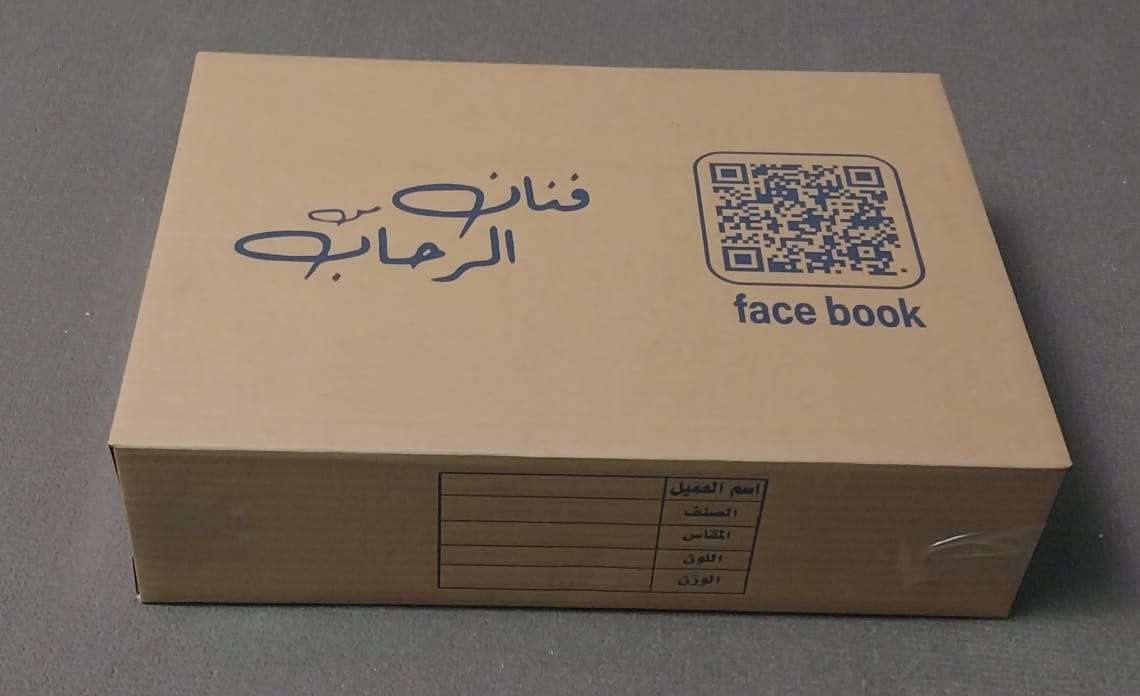 فنان
من
الرحاب
face book
اسم العميل
الصنف
المقاس
اللون
الوزن